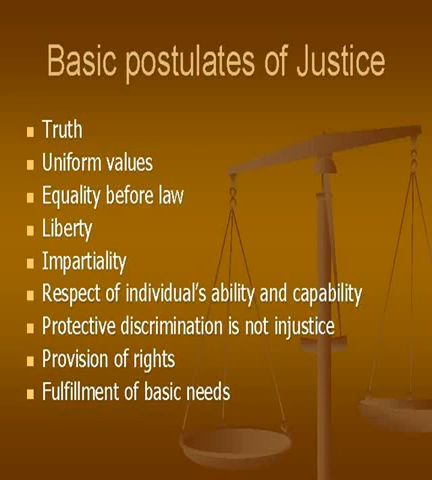 Basic postulates of Justice
Truth
Uniform values
Equality before law
Liberty
Impartiality
Respect of individual's ability and capability
Protective discrimination is not injustice
Provision of rights
Fulfillment of basic needs